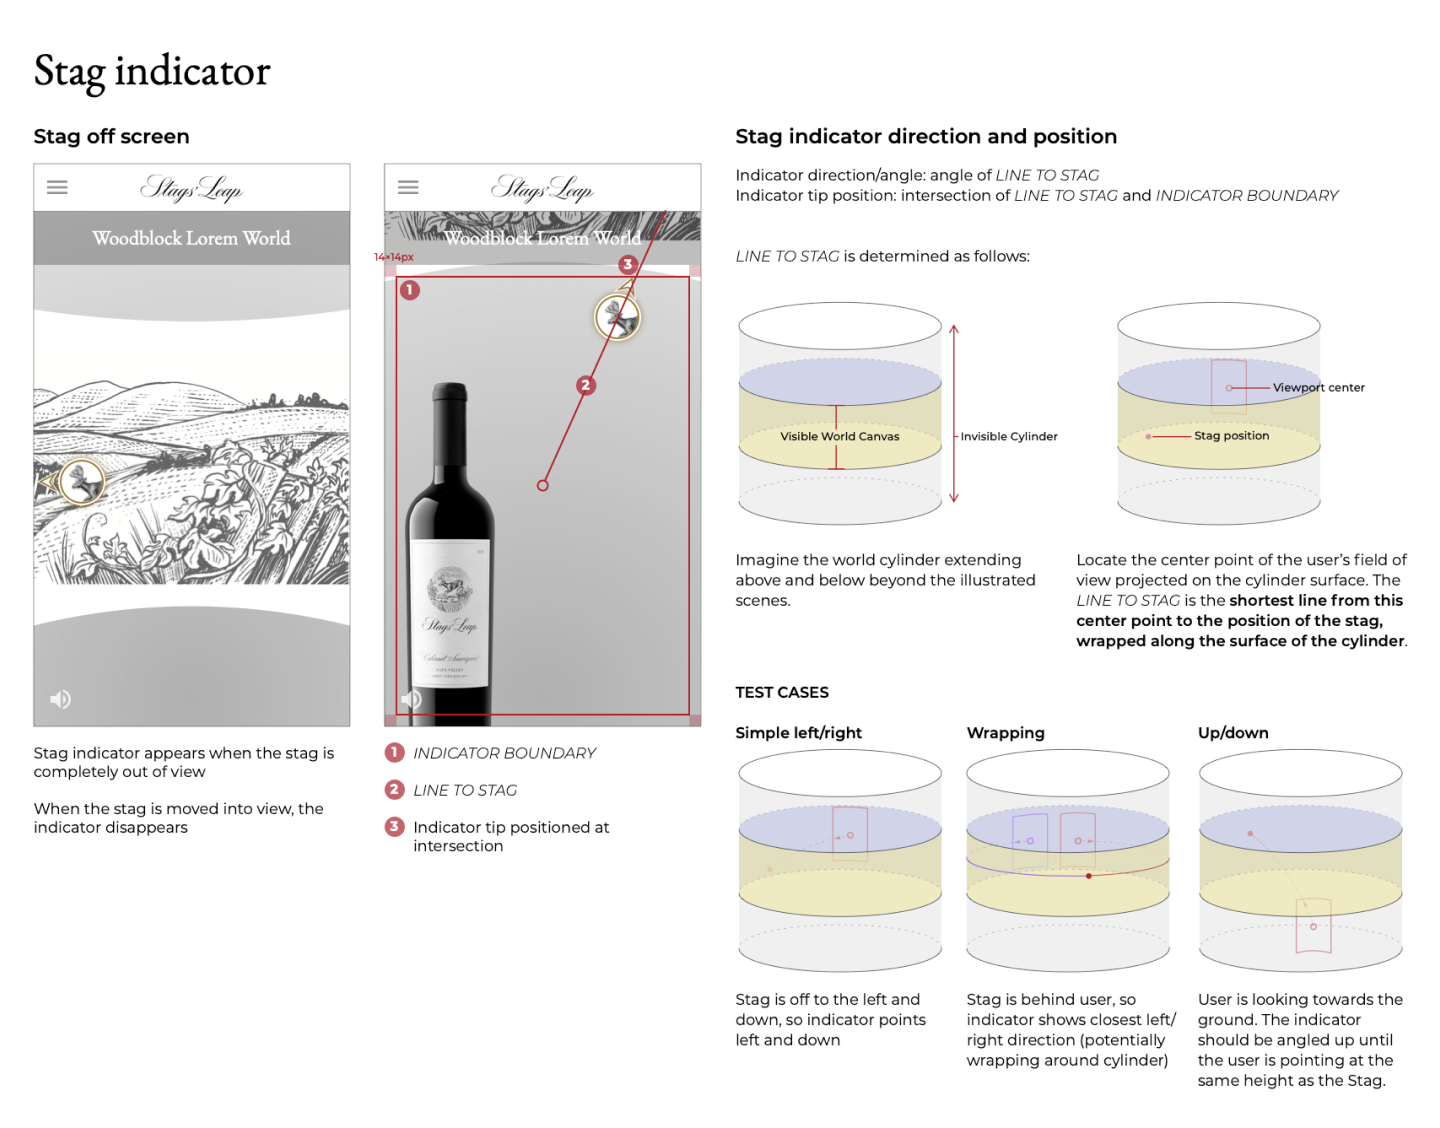 Stag indicator
Stag off screen
Stags' Leap
Woodblock Lorem World
Stag indicator appears when the stag is
completely out of view
When the stag is moved into view, the
indicator disappears
Stags' Leap
Woodblock Lorem World
14×14px
1
3
2
Stags' Leap
Cabernet Sauvignon
NAPA VALLEY
1 INDICATOR BOUNDARY
2 LINE TO STAG
3 Indicator tip positioned at
intersection
Stag indicator direction and position
Indicator direction/angle: angle of LINE TO STAG
Indicator tip position: intersection of LINE TO STAG and INDICATOR BOUNDARY
LINE TO STAG is determined as follows:
Visible World Canvas
Invisible Cylinder
Viewport center
Stag position
Imagine the world cylinder extending
above and below beyond the illustrated
scenes.
Locate the center point of the user's field of
view projected on the cylinder surface. The
LINE TO STAG is the shortest line from this
center point to the position of the stag,
wrapped along the surface of the cylinder.
TEST CASES
Simple left/right
Stag is off to the left and
down, so indicator points
left and down
Wrapping
Stag is behind user, so
indicator shows closest left/
right direction (potentially
wrapping around cylinder)
Up/down
User is looking towards the
ground. The indicator
should be angled up until
the user is pointing at the
same height as the Stag.